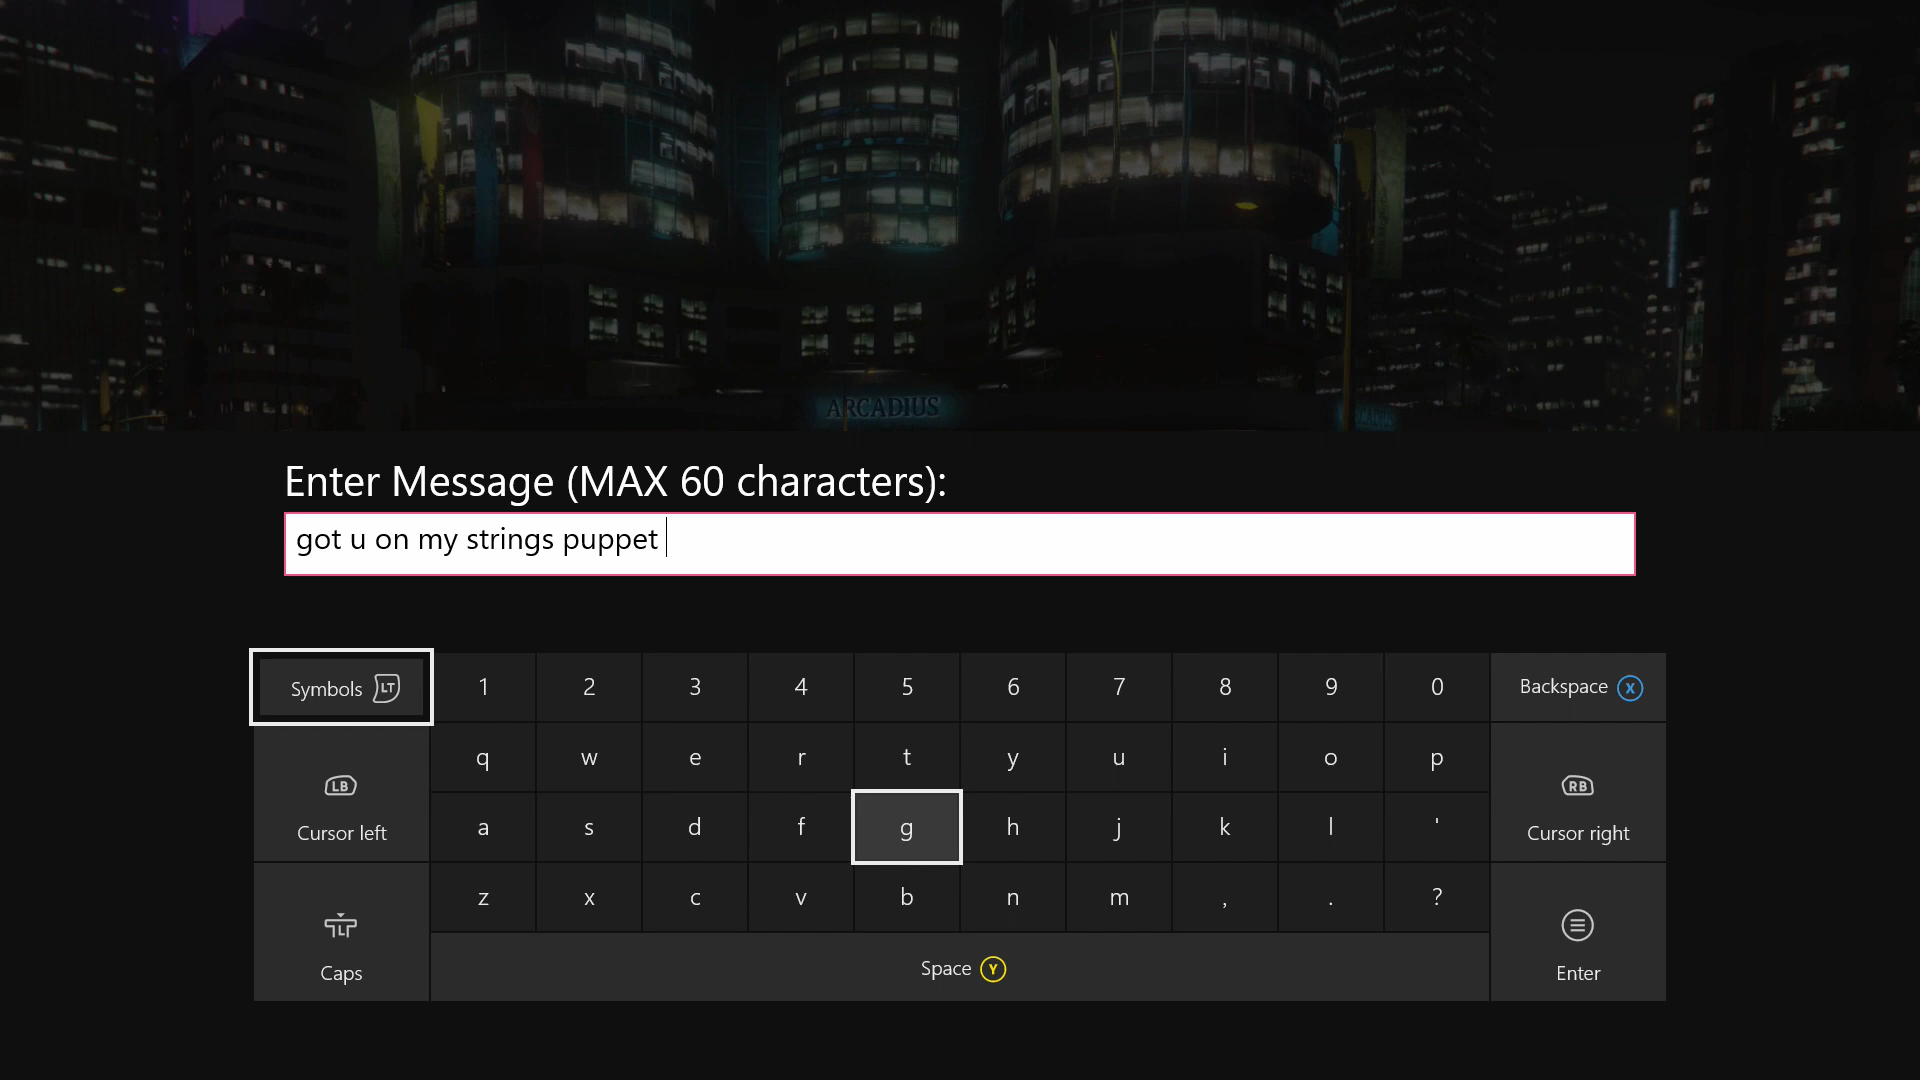 ARCADIUS
Enter Message (MAX 60 characters):
got u on my strings puppet
Symbols LT 1 2 3 4 5 6 7 8 9 0 Backspace X
q w e r t y u i o p
LB Cursor left a s d f g h j k l ' RB Cursor right
z x c v b n m , . ?
Caps Space Y Enter